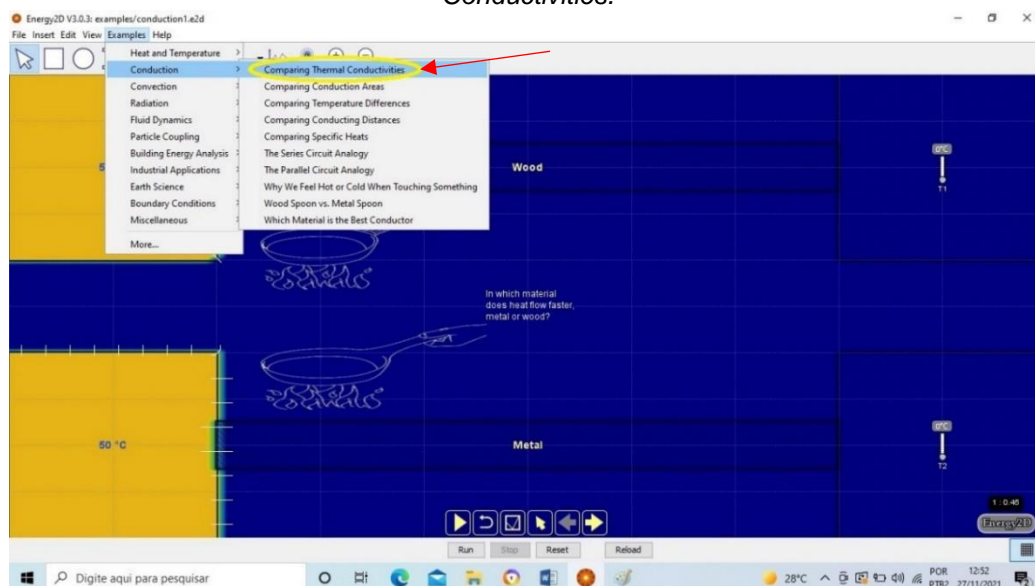 Conductivities.
Energy2D V3.0.3: examples/conduction1.e2d
File Insert Edit View Examples Help
Heat and Temperature
Conduction
Convection
Radiation
Fluid Dynamics
Particle Coupling
Building Energy Analysis
Industrial Applications
Earth Science
Boundary Conditions
Miscellaneous
More...
Comparing Thermal Conductivities
Comparing Conduction Areas
Comparing Temperature Differences
Comparing Conducting Distances
Comparing Specific Heats
The Series Circuit Analogy
The Parallel Circuit Analogy
Why We Feel Hot or Cold When Touching Something
Wood Spoon vs. Metal Spoon
Which Material is the Best Conductor
5
Wood
0°C
T1
In which material
does heat flow faster,
metal or wood?
50 °C
Metal
0°C
T2
1:0:46
Energy2D
Run Stop Reset Reload
Digite aqui para pesquisar
28°C
POR
PTB2
12:52
27/11/2021